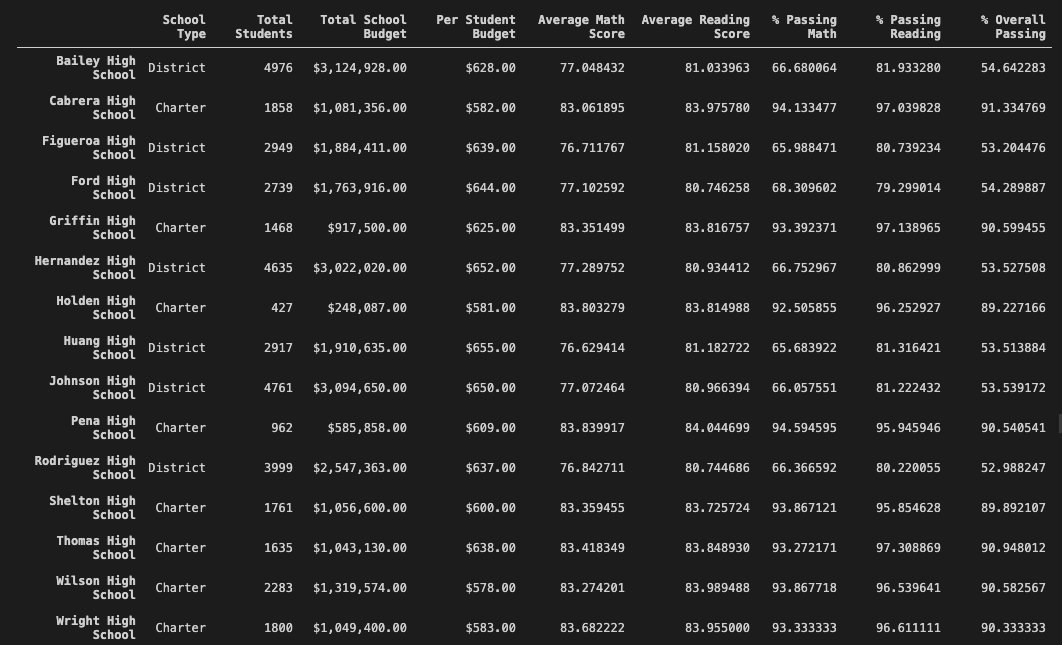 School Type Total Students Total School Budget Per Student Budget Average Math Score Average Reading Score % Passing Math % Passing Reading % Overall Passing
Bailey High School District 4976 $3,124,928.00 $628.00 77.048432 81.033963 66.680064 81.933280 54.642283
Cabrera High School Charter 1858 $1,081,356.00 $582.00 83.061895 83.975780 94.133477 97.039828 91.334769
Figueroa High School District 2949 $1,884,411.00 $639.00 76.711767 81.158020 65.988471 80.739234 53.204476
Ford High School District 2739 $1,763,916.00 $644.00 77.102592 80.746258 68.309602 79.299014 54.289887
Griffin High School Charter 1468 $917,500.00 $625.00 83.351499 83.816757 93.392371 97.138965 90.599455
Hernandez High School District 4635 $3,022,020.00 $652.00 77.289752 80.934412 66.752967 80.862999 53.527508
Holden High School Charter 427 $248,087.00 $581.00 83.803279 83.814988 92.505855 96.252927 89.227166
Huang High School District 2917 $1,910,635.00 $655.00 76.629414 81.182722 65.683922 81.316421 53.513884
Johnson High School District 4761 $3,094,650.00 $650.00 77.072464 80.966394 66.057551 81.222432 53.539172
Pena High School Charter 962 $585,858.00 $609.00 83.839917 84.044699 94.594595 95.945946 90.540541
Rodriguez High School District 3999 $2,547,363.00 $637.00 76.842711 80.744686 66.366592 80.220055 52.988247
Shelton High School Charter 1761 $1,056,600.00 $600.00 83.359455 83.725724 93.867121 95.854628 89.892107
Thomas High School Charter 1635 $1,043,130.00 $638.00 83.418349 83.848930 93.272171 97.308869 90.948012
Wilson High School Charter 2283 $1,319,574.00 $578.00 83.274201 83.989488 93.867718 96.539641 90.582567
Wright High School Charter 1800 $1,049,400.00 $583.00 83.682222 83.955000 93.333333 96.611111 90.333333